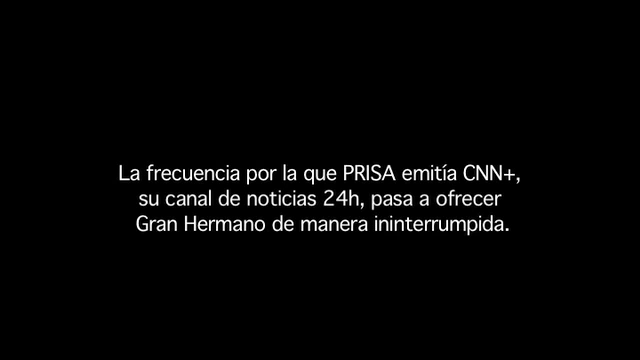 La frecuencia por la que PRISA emitía CNN+,
su canal de noticias 24h, pasa a ofrecer
Gran Hermano de manera ininterrumpida.